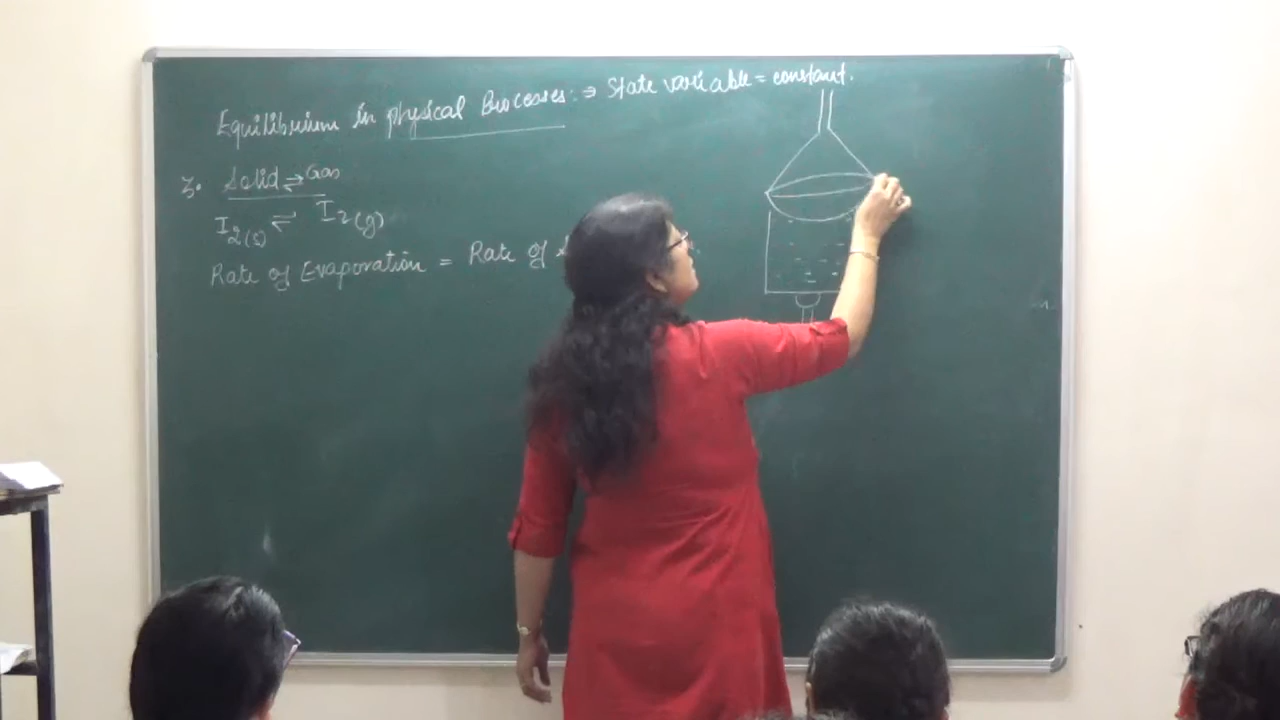 Equilibrium in physical Processes :⇒ State variable = constant.
3. Solid ⇌ Gas
I2(s) ⇌ I2(g)
Rate of Evaporation = Rate of